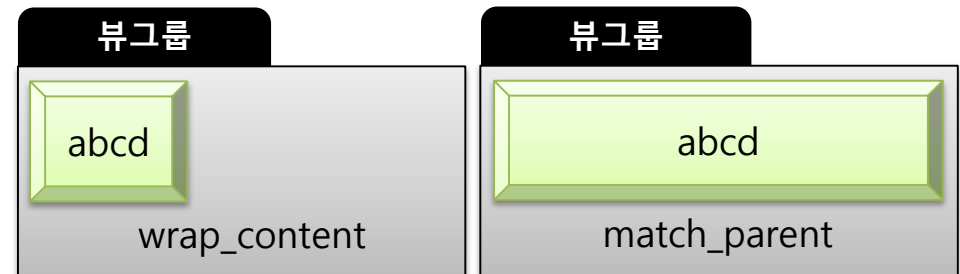 뷰그룹
abcd
wrap_content
뷰그룹
abcd
match_parent